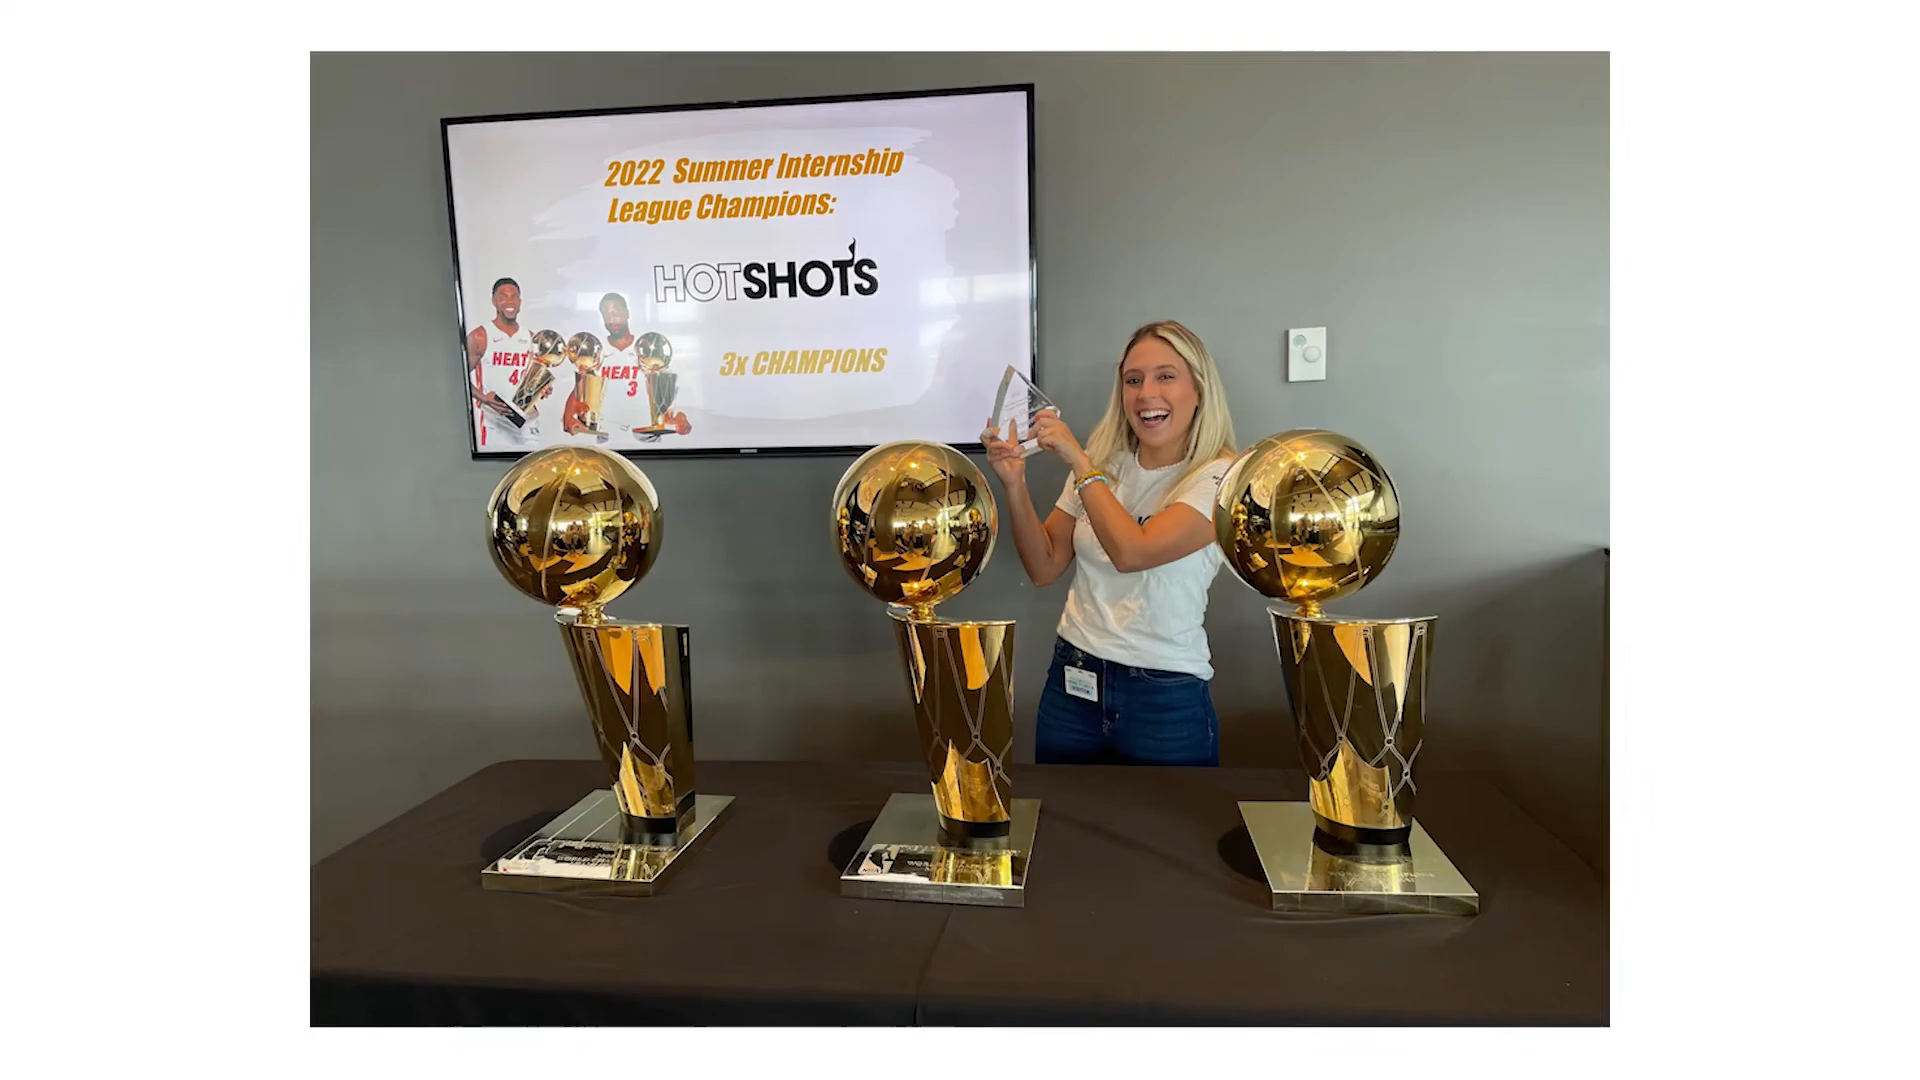 2022 Summer Internship
League Champions:
HOTSHOTS
3x CHAMPIONS
HEAT
4
HEAT
3